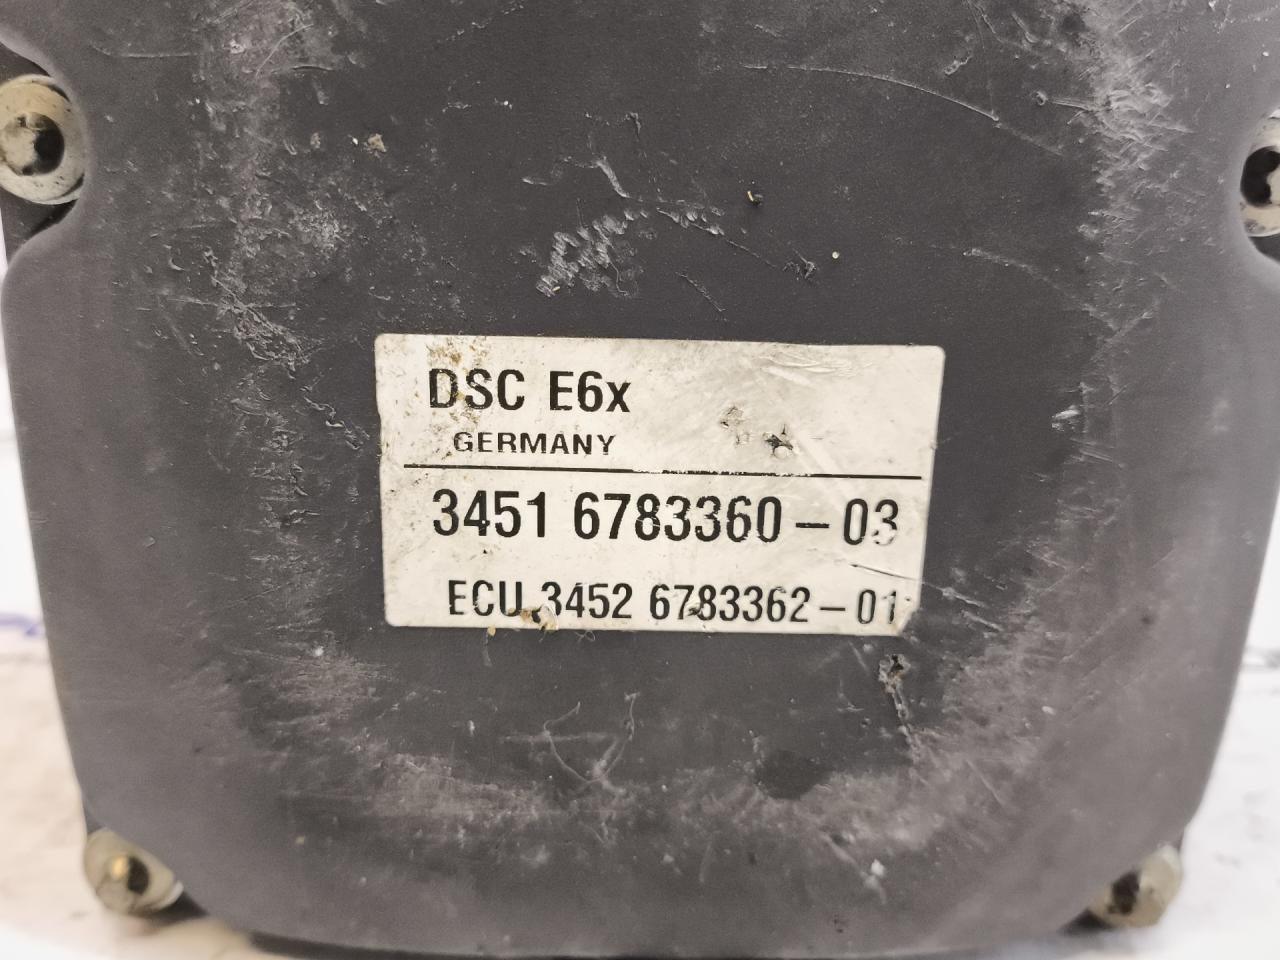 DSC E6x
GERMANY
3451 6783360-03
ECU 3452 6783362-01